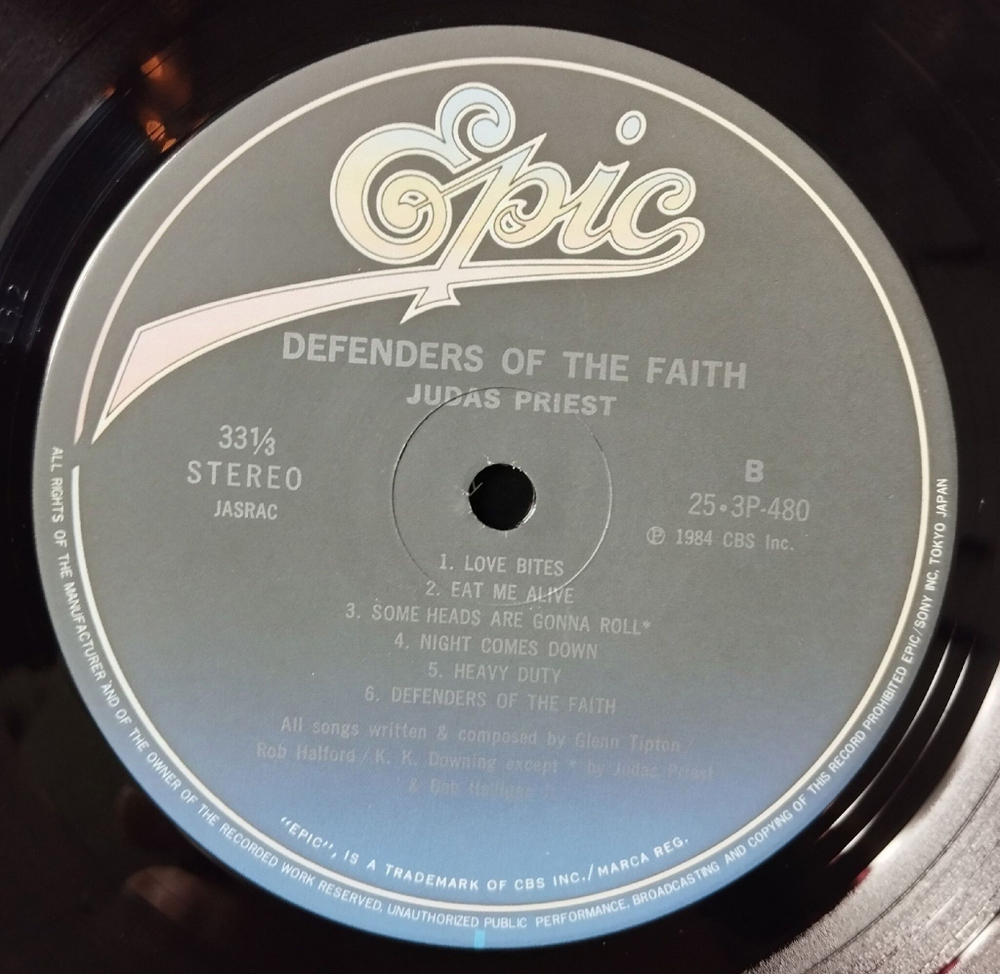 Epic
DEFENDERS OF THE FAITH
JUDAS PRIEST
33⅓
STEREO
JASRAC
B
25•3P-480
Ⓟ 1984 CBS Inc.
1. LOVE BITES
2. EAT ME ALIVE
3. SOME HEADS ARE GONNA ROLL*
4. NIGHT COMES DOWN
5. HEAVY DUTY
6. DEFENDERS OF THE FAITH
All songs written & composed by Glenn Tipton /
Rob Halford / K. K. Downing except * by Judas Priest
& Bob
"EPIC", IS A TRADEMARK OF CBS INC./MARCA REG.
ALL RIGHTS OF THE MANUFACTURER AND OF THE OWNER OF THE RECORDED WORK RESERVED, UNAUTHORIZED PUBLIC PERFORMANCE, BROADCASTING AND COPYING OF THIS RECORD PROHIBITED EPIC/SONY INC. TOKYO JAPAN